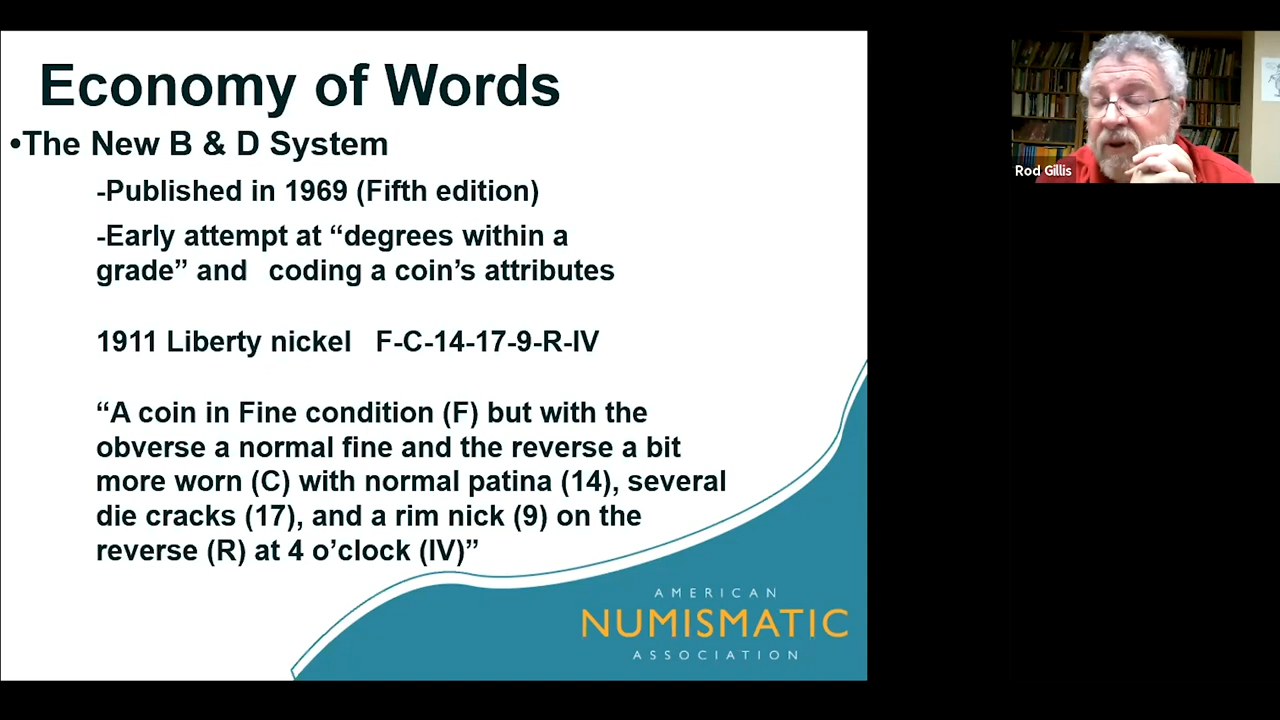 Economy of Words
•The New B & D System
-Published in 1969 (Fifth edition)
-Early attempt at “degrees within a
grade” and coding a coin’s attributes
1911 Liberty nickel F-C-14-17-9-R-IV
“A coin in Fine condition (F) but with the
obverse a normal fine and the reverse a bit
more worn (C) with normal patina (14), several
die cracks (17), and a rim nick (9) on the
reverse (R) at 4 o’clock (IV)”
AMERICAN
NUMISMATIC
ASSOCIATION
Rod Gillis